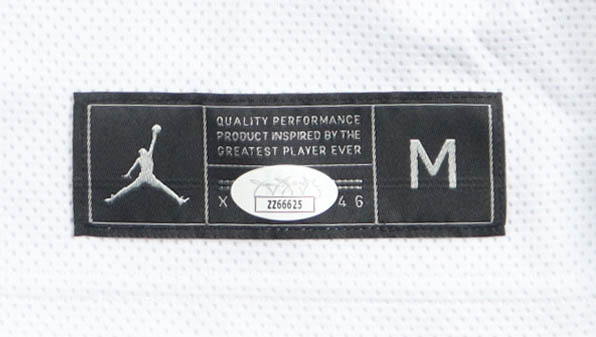 QUALITY PERFORMANCE
PRODUCT INSPIRED BY THE
GREATEST PLAYER EVER
M
ZZ66625
X 46